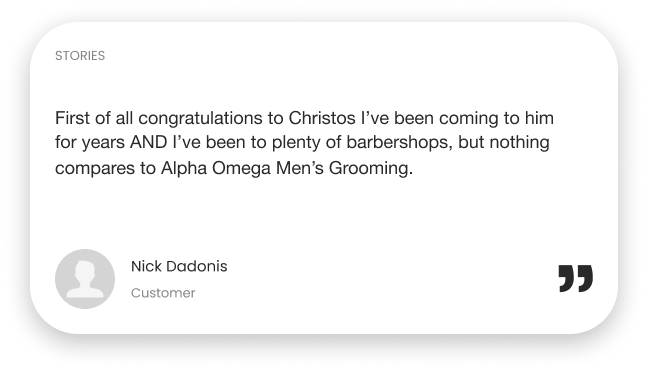 STORIES
First of all congratulations to Christos I’ve been coming to him
for years AND I’ve been to plenty of barbershops, but nothing
compares to Alpha Omega Men’s Grooming.
Nick Dadonis
Customer
”